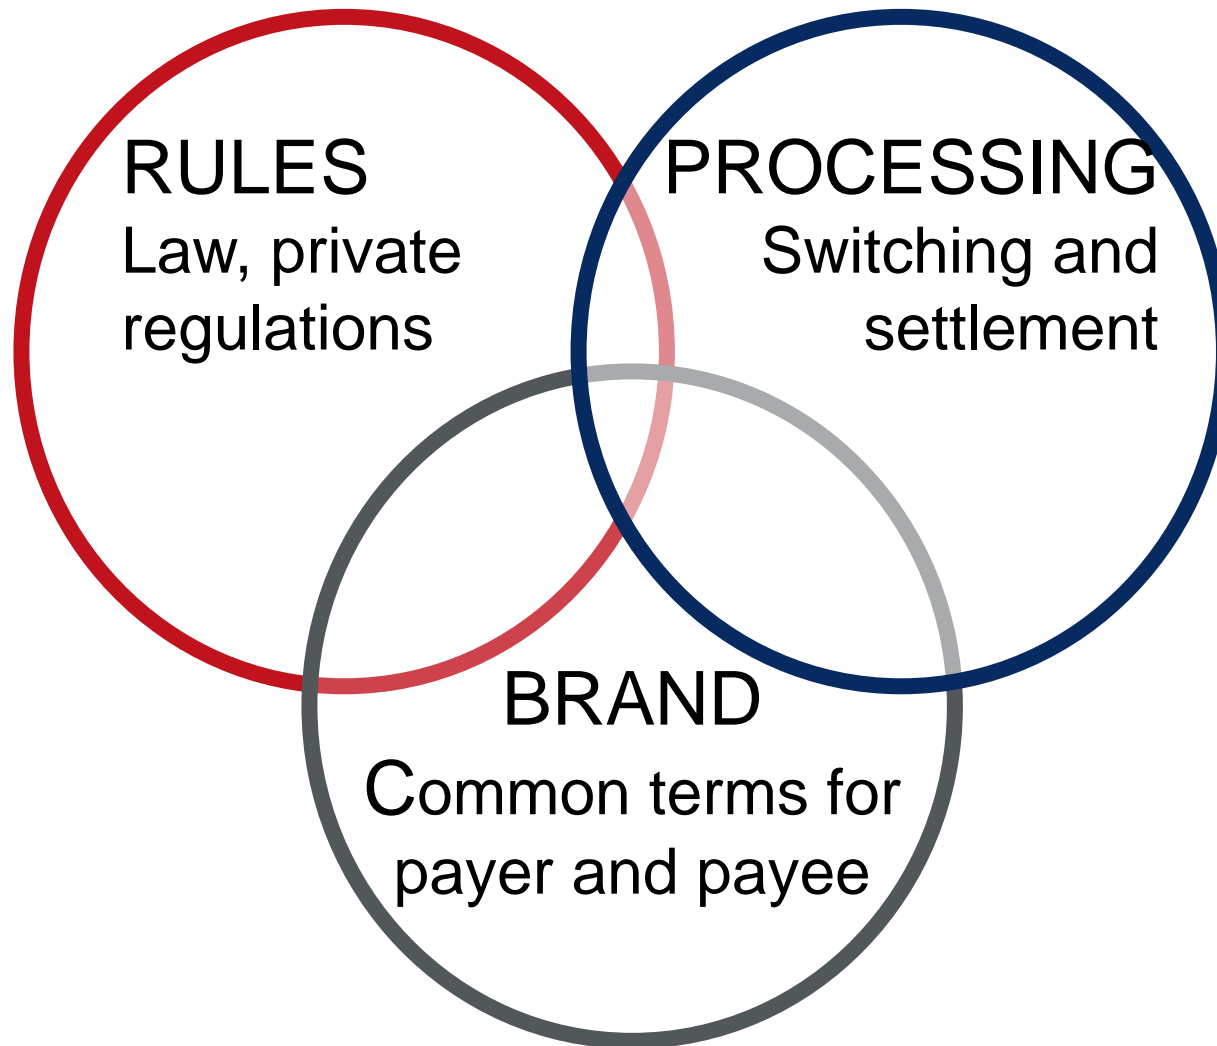 RULES
Law, private
regulations
PROCESSING
Switching and
settlement
BRAND
Common terms for
payer and payee